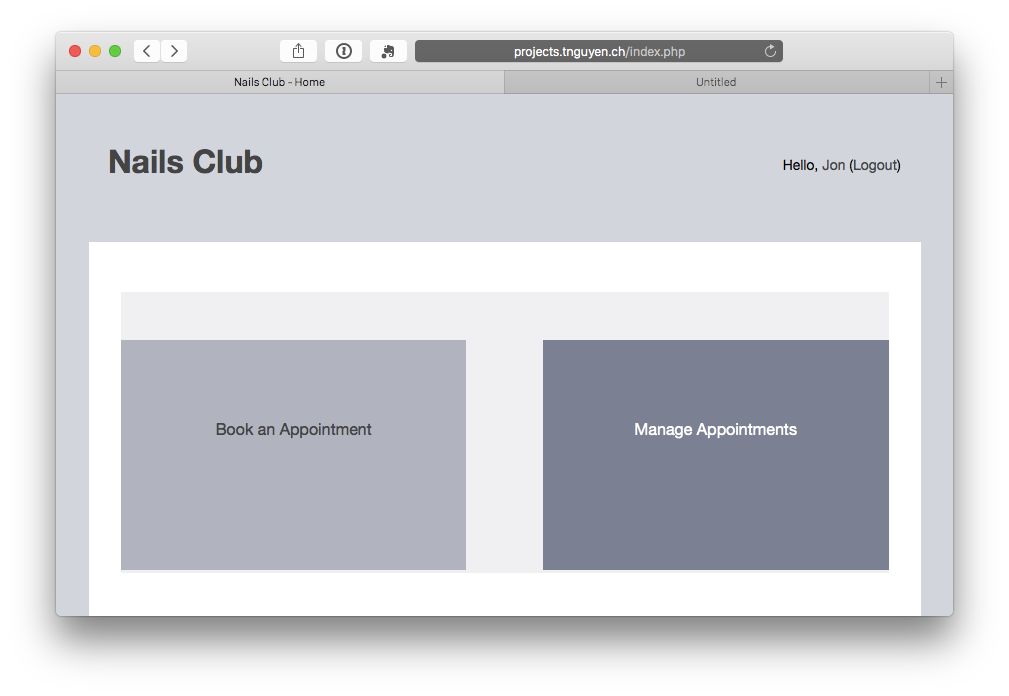 projects.tnguyen.ch/index.php
Nails Club – Home
Untitled
Nails Club
Hello, Jon (Logout)
Book an Appointment
Manage Appointments